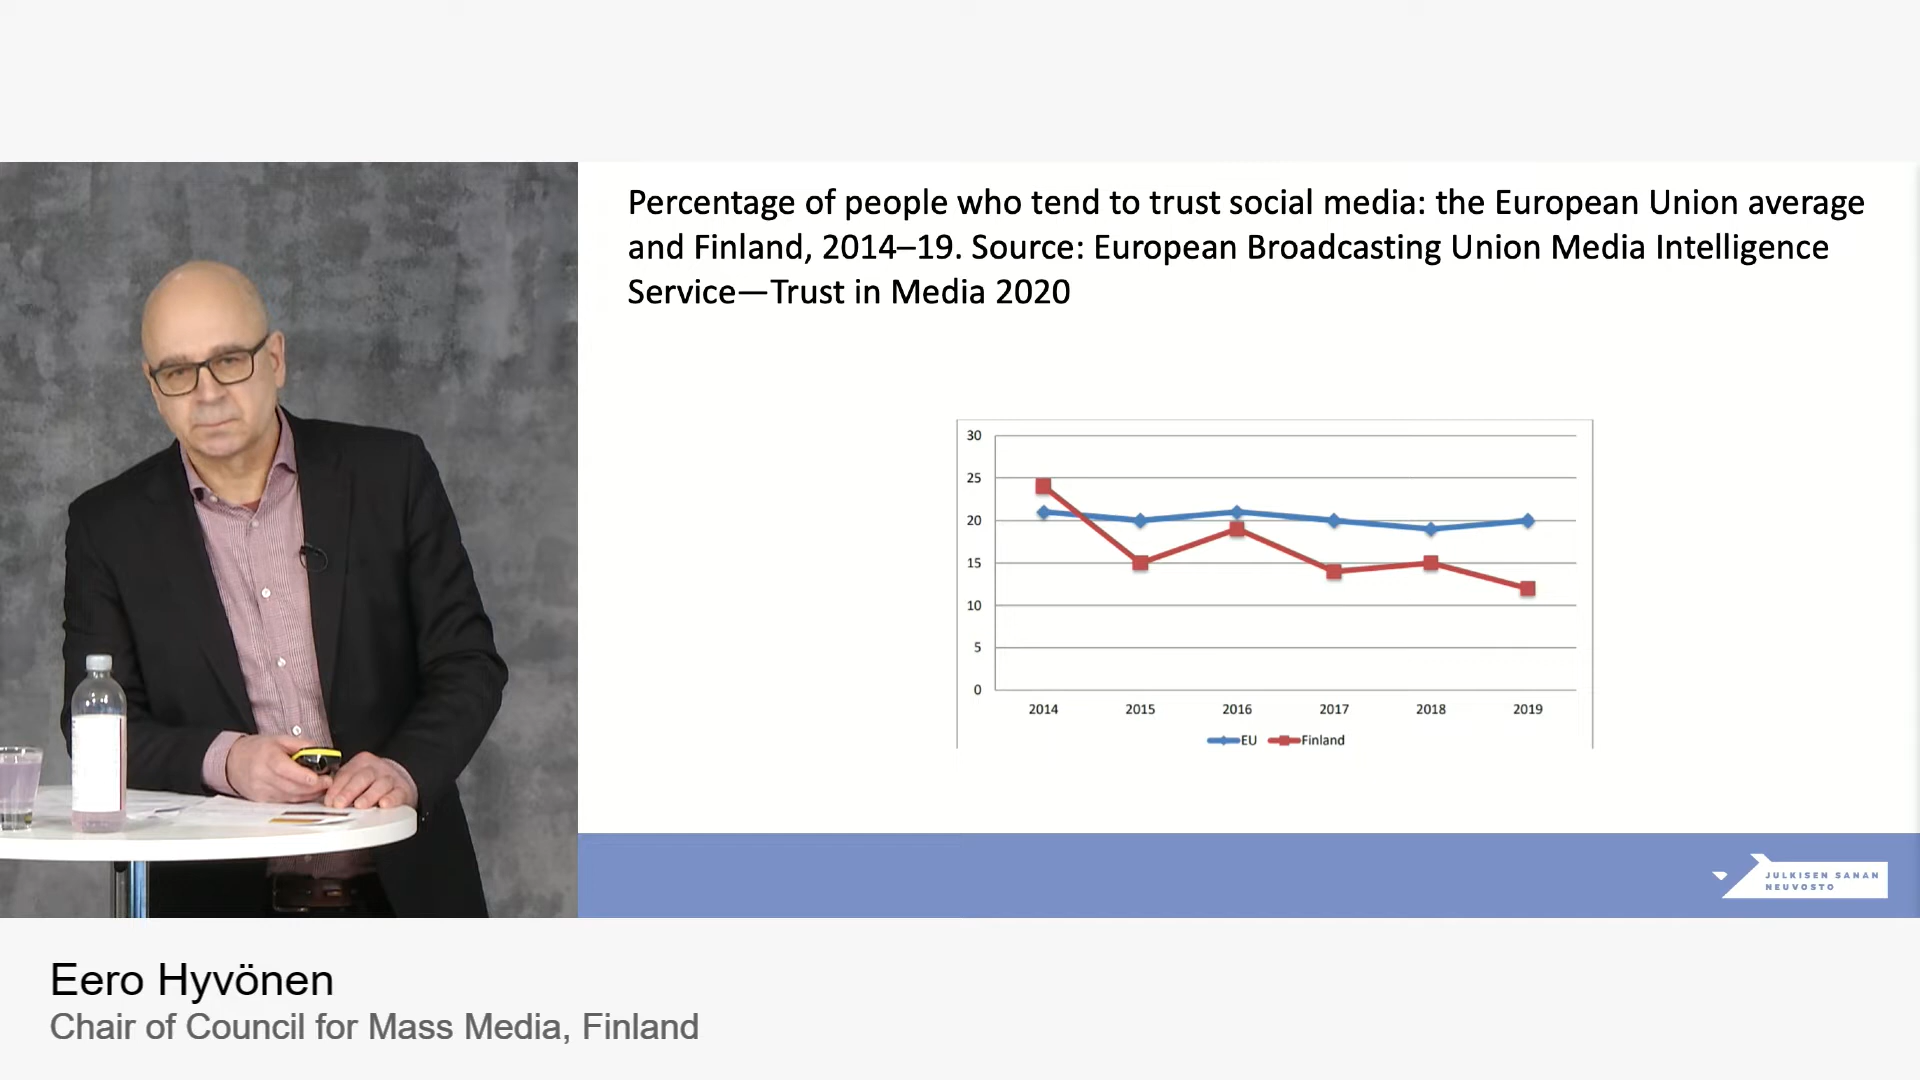 Percentage of people who tend to trust social media: the European Union average
and Finland, 2014–19. Source: European Broadcasting Union Media Intelligence
Service—Trust in Media 2020
30
25
20
15
10
5
0
2014 2015 2016 2017 2018 2019
EU Finland
JULKISEN SANAN
NEUVOSTO
Eero Hyvönen
Chair of Council for Mass Media, Finland